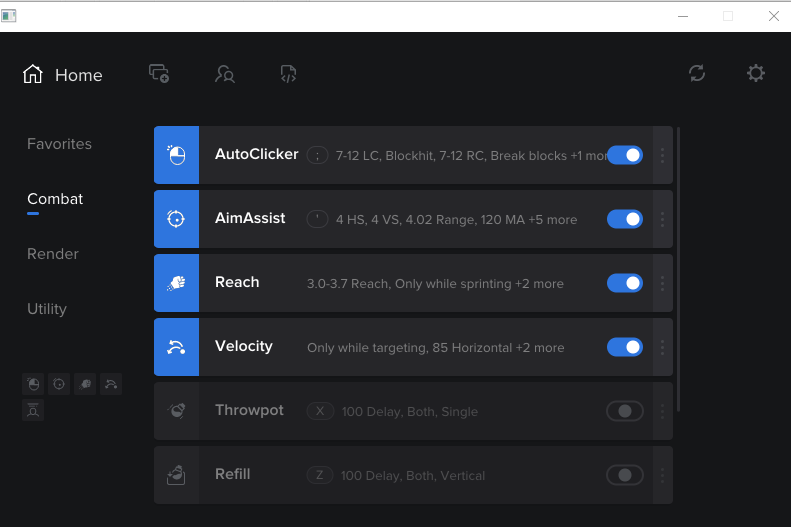 Home
Favorites
Combat
Render
Utility
AutoClicker ; 7-12 LC, Blockhit, 7-12 RC, Break blocks +1 mor
AimAssist ' 4 HS, 4 VS, 4.02 Range, 120 MA +5 more
Reach 3.0-3.7 Reach, Only while sprinting +2 more
Velocity Only while targeting, 85 Horizontal +2 more
Throwpot X 100 Delay, Both, Single
Refill Z 100 Delay, Both, Vertical